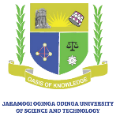 OASIS OF KNOWLEDGE
JARAMOGI OGINGA ODINGA UNIVERSITY
OF SCIENCE AND TECHNOLOGY